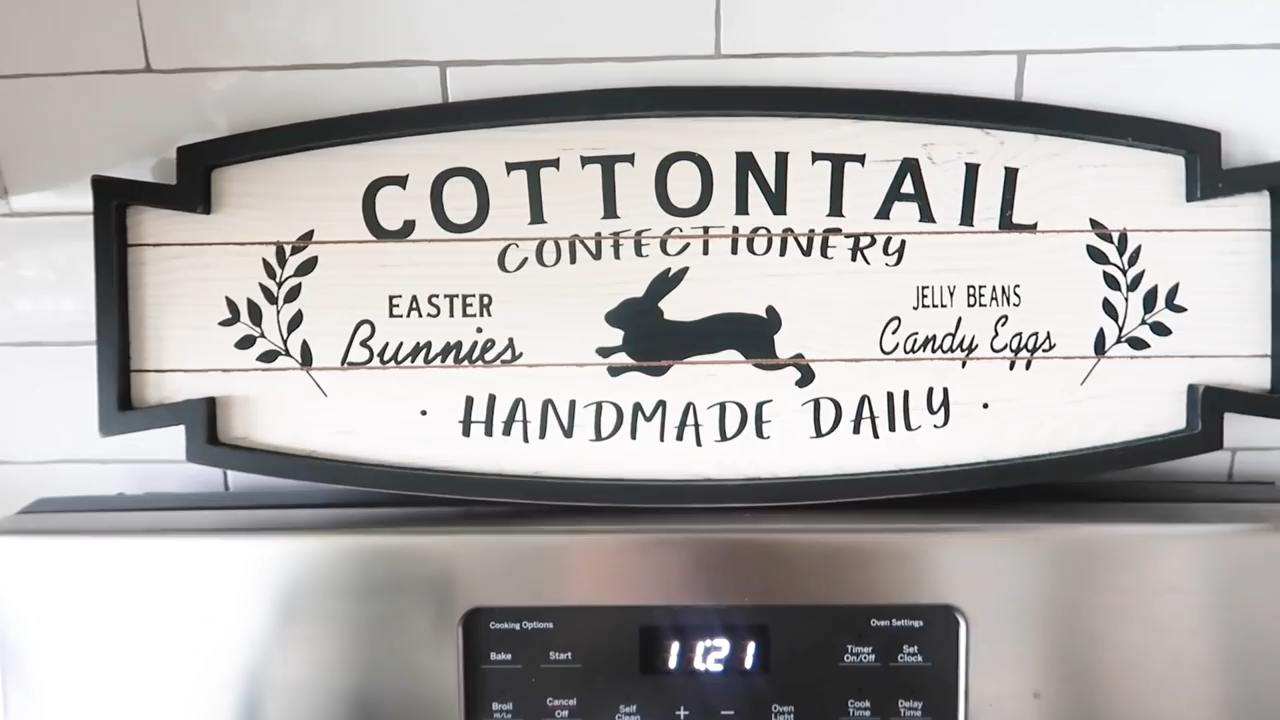 COTTONTAIL
CONFECTIONERY
EASTER
Bunnies
JELLY BEANS
Candy Eggs
· HANDMADE DAILY ·
Cooking Options
Oven Settings
Bake
Start
11:21
Timer
On/Off
Set
Clock
Broil
Hi/Lo
Cancel
Off
Self
Clean
+
−
Oven
Light
Cook
Time
Delay
Time